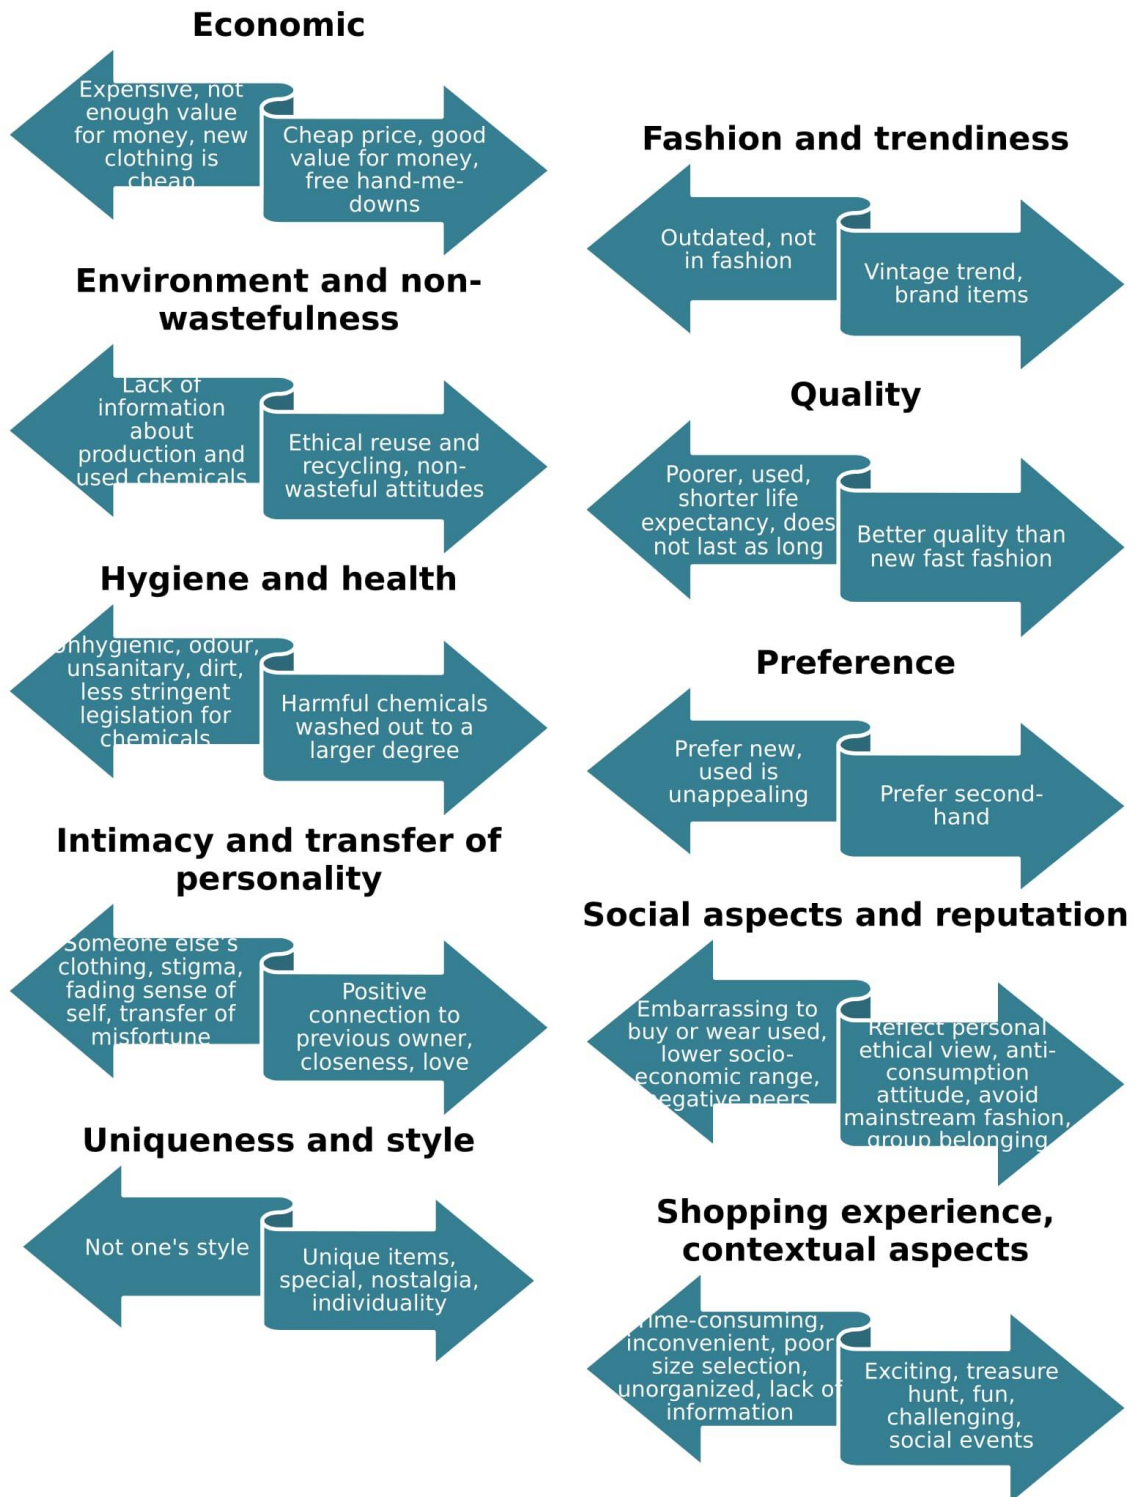 Economic
Expensive, not
enough value
for money, new
clothing is
cheap
Cheap price, good
value for money,
free hand-me-
downs
Environment and non-
wastefulness
Lack of
information
about
production and
used chemicals
Ethical reuse and
recycling, non-
wasteful attitudes
Hygiene and health
Unhygienic, odour,
unsanitary, dirt,
less stringent
legislation for
chemicals
Harmful chemicals
washed out to a
larger degree
Intimacy and transfer of
personality
Someone else's
clothing, stigma,
fading sense of
self, transfer of
misfortune
Positive
connection to
previous owner,
closeness, love
Uniqueness and style
Not one's style
Unique items,
special, nostalgia,
individuality
Fashion and trendiness
Outdated, not
in fashion
Vintage trend,
brand items
Quality
Poorer, used,
shorter life
expectancy, does
not last as long
Better quality than
new fast fashion
Preference
Prefer new,
used is
unappealing
Prefer second-
hand
Social aspects and reputation
Embarrassing to
buy or wear used,
lower socio-
economic range,
negative peers
Reflect personal
ethical view, anti-
consumption
attitude, avoid
mainstream fashion,
group belonging
Shopping experience,
contextual aspects
Time-consuming,
inconvenient, poor
size selection,
unorganized, lack of
information
Exciting, treasure
hunt, fun,
challenging,
social events